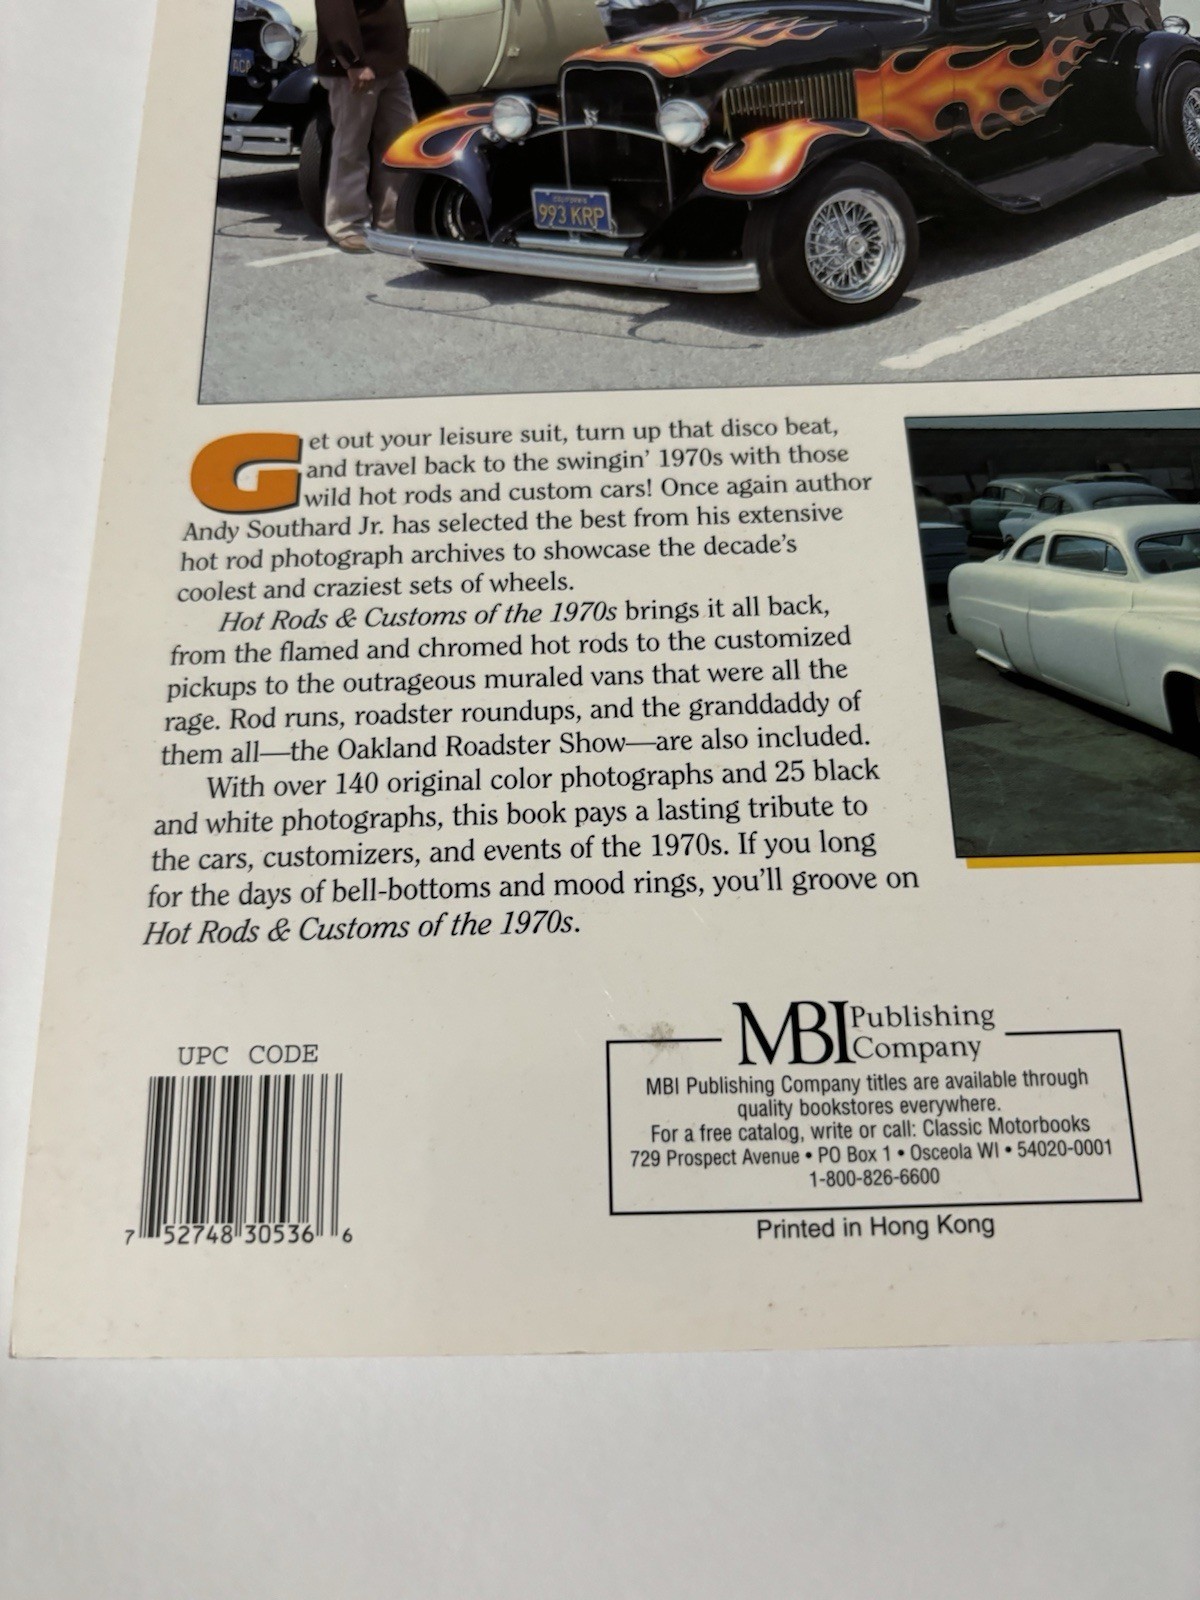 ACA
CALIFORNIA
993 KRP
Get out your leisure suit, turn up that disco beat,
and travel back to the swingin' 1970s with those
wild hot rods and custom cars! Once again author
Andy Southard Jr. has selected the best from his extensive
hot rod photograph archives to showcase the decade's
coolest and craziest sets of wheels.
Hot Rods & Customs of the 1970s brings it all back,
from the flamed and chromed hot rods to the customized
pickups to the outrageous muraled vans that were all the
rage. Rod runs, roadster roundups, and the granddaddy of
them all—the Oakland Roadster Show—are also included.
With over 140 original color photographs and 25 black
and white photographs, this book pays a lasting tribute to
the cars, customizers, and events of the 1970s. If you long
for the days of bell-bottoms and mood rings, you'll groove on
Hot Rods & Customs of the 1970s.
UPC CODE
7 52748 30536 6
MBI Publishing
Company
MBI Publishing Company titles are available through
quality bookstores everywhere.
For a free catalog, write or call: Classic Motorbooks
729 Prospect Avenue • PO Box 1 • Osceola WI • 54020-0001
1-800-826-6600
Printed in Hong Kong